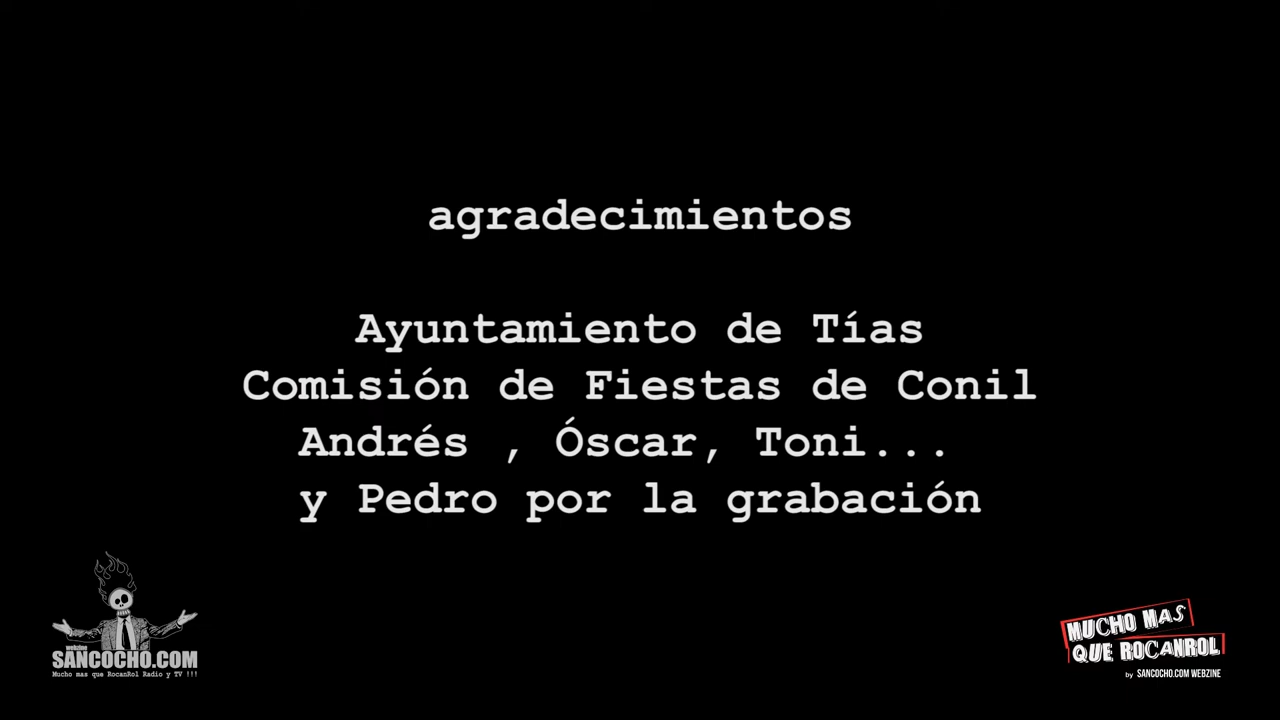 agradecimientos
Ayuntamiento de Tías
Comisión de Fiestas de Conil
Andrés , Óscar, Toni...
y Pedro por la grabación
webzine
SANCOCHO.COM
Mucho mas que RocanRol Radio y TV !!!
MUCHO MAS
QUE ROCANROL
by SANCOCHO.COM WEBZINE